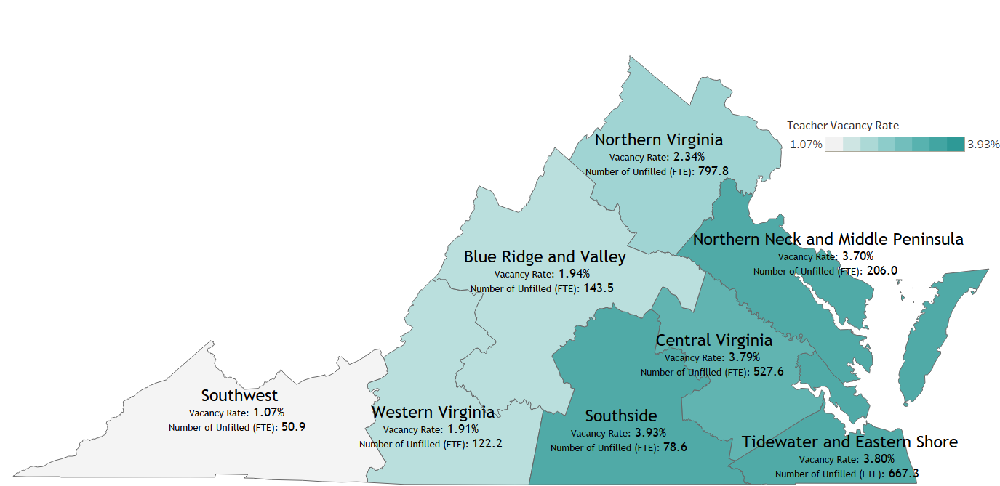 Teacher Vacancy Rate
1.07% 3.93%
Northern Virginia
Vacancy Rate: 2.34%
Number of Unfilled (FTE): 797.8
Northern Neck and Middle Peninsula
Vacancy Rate: 3.70%
Number of Unfilled (FTE): 206.0
Blue Ridge and Valley
Vacancy Rate: 1.94%
Number of Unfilled (FTE): 143.5
Central Virginia
Vacancy Rate: 3.79%
Number of Unfilled (FTE): 527.6
Southwest
Vacancy Rate: 1.07%
Number of Unfilled (FTE): 50.9
Western Virginia
Vacancy Rate: 1.91%
Number of Unfilled (FTE): 122.2
Southside
Vacancy Rate: 3.93%
Number of Unfilled (FTE): 78.6
Tidewater and Eastern Shore
Vacancy Rate: 3.80%
Number of Unfilled (FTE): 667.3